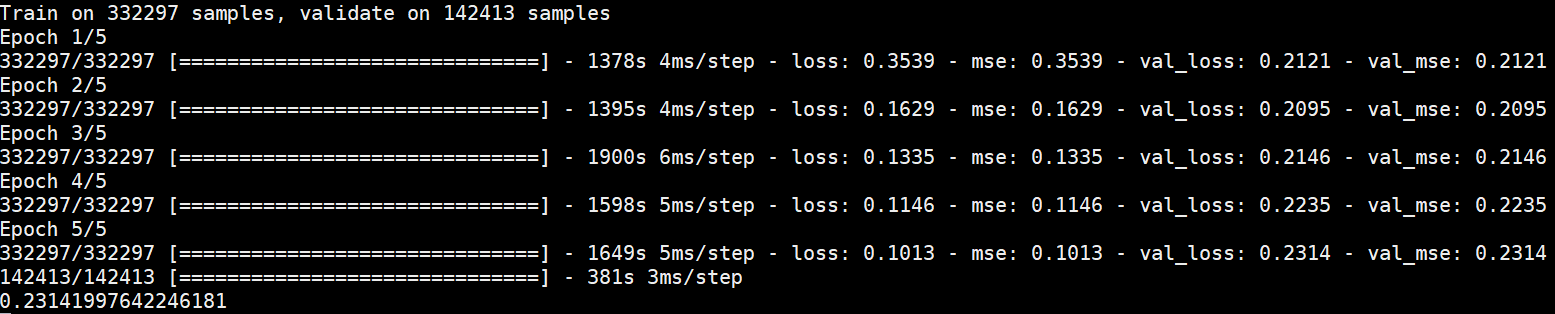 Train on 332297 samples, validate on 142413 samples
Epoch 1/5
332297/332297 [==============================] - 1378s 4ms/step - loss: 0.3539 - mse: 0.3539 - val_loss: 0.2121 - val_mse: 0.2121
Epoch 2/5
332297/332297 [==============================] - 1395s 4ms/step - loss: 0.1629 - mse: 0.1629 - val_loss: 0.2095 - val_mse: 0.2095
Epoch 3/5
332297/332297 [==============================] - 1900s 6ms/step - loss: 0.1335 - mse: 0.1335 - val_loss: 0.2146 - val_mse: 0.2146
Epoch 4/5
332297/332297 [==============================] - 1598s 5ms/step - loss: 0.1146 - mse: 0.1146 - val_loss: 0.2235 - val_mse: 0.2235
Epoch 5/5
332297/332297 [==============================] - 1649s 5ms/step - loss: 0.1013 - mse: 0.1013 - val_loss: 0.2314 - val_mse: 0.2314
142413/142413 [==============================] - 381s 3ms/step
0.23141997642246181